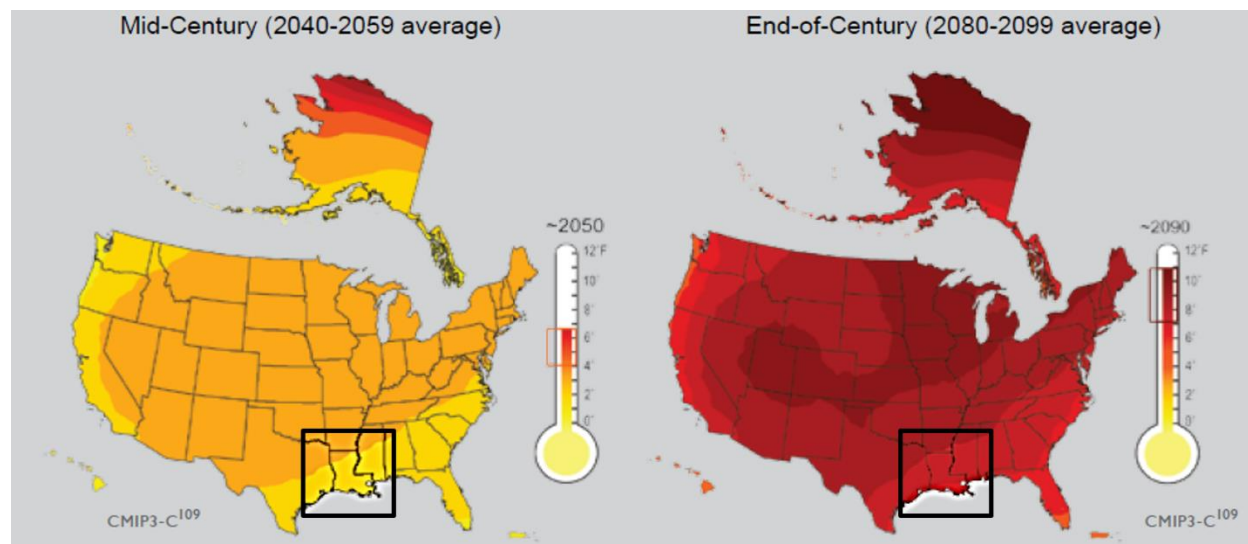 Mid-Century (2040-2059 average)
End-of-Century (2080-2099 average)
~2050
12°F
10°
8°
6°
4°
2°
0°
CMIP3-C109
~2090
12°F
10°
8°
6°
4°
2°
0°
CMIP3-C109